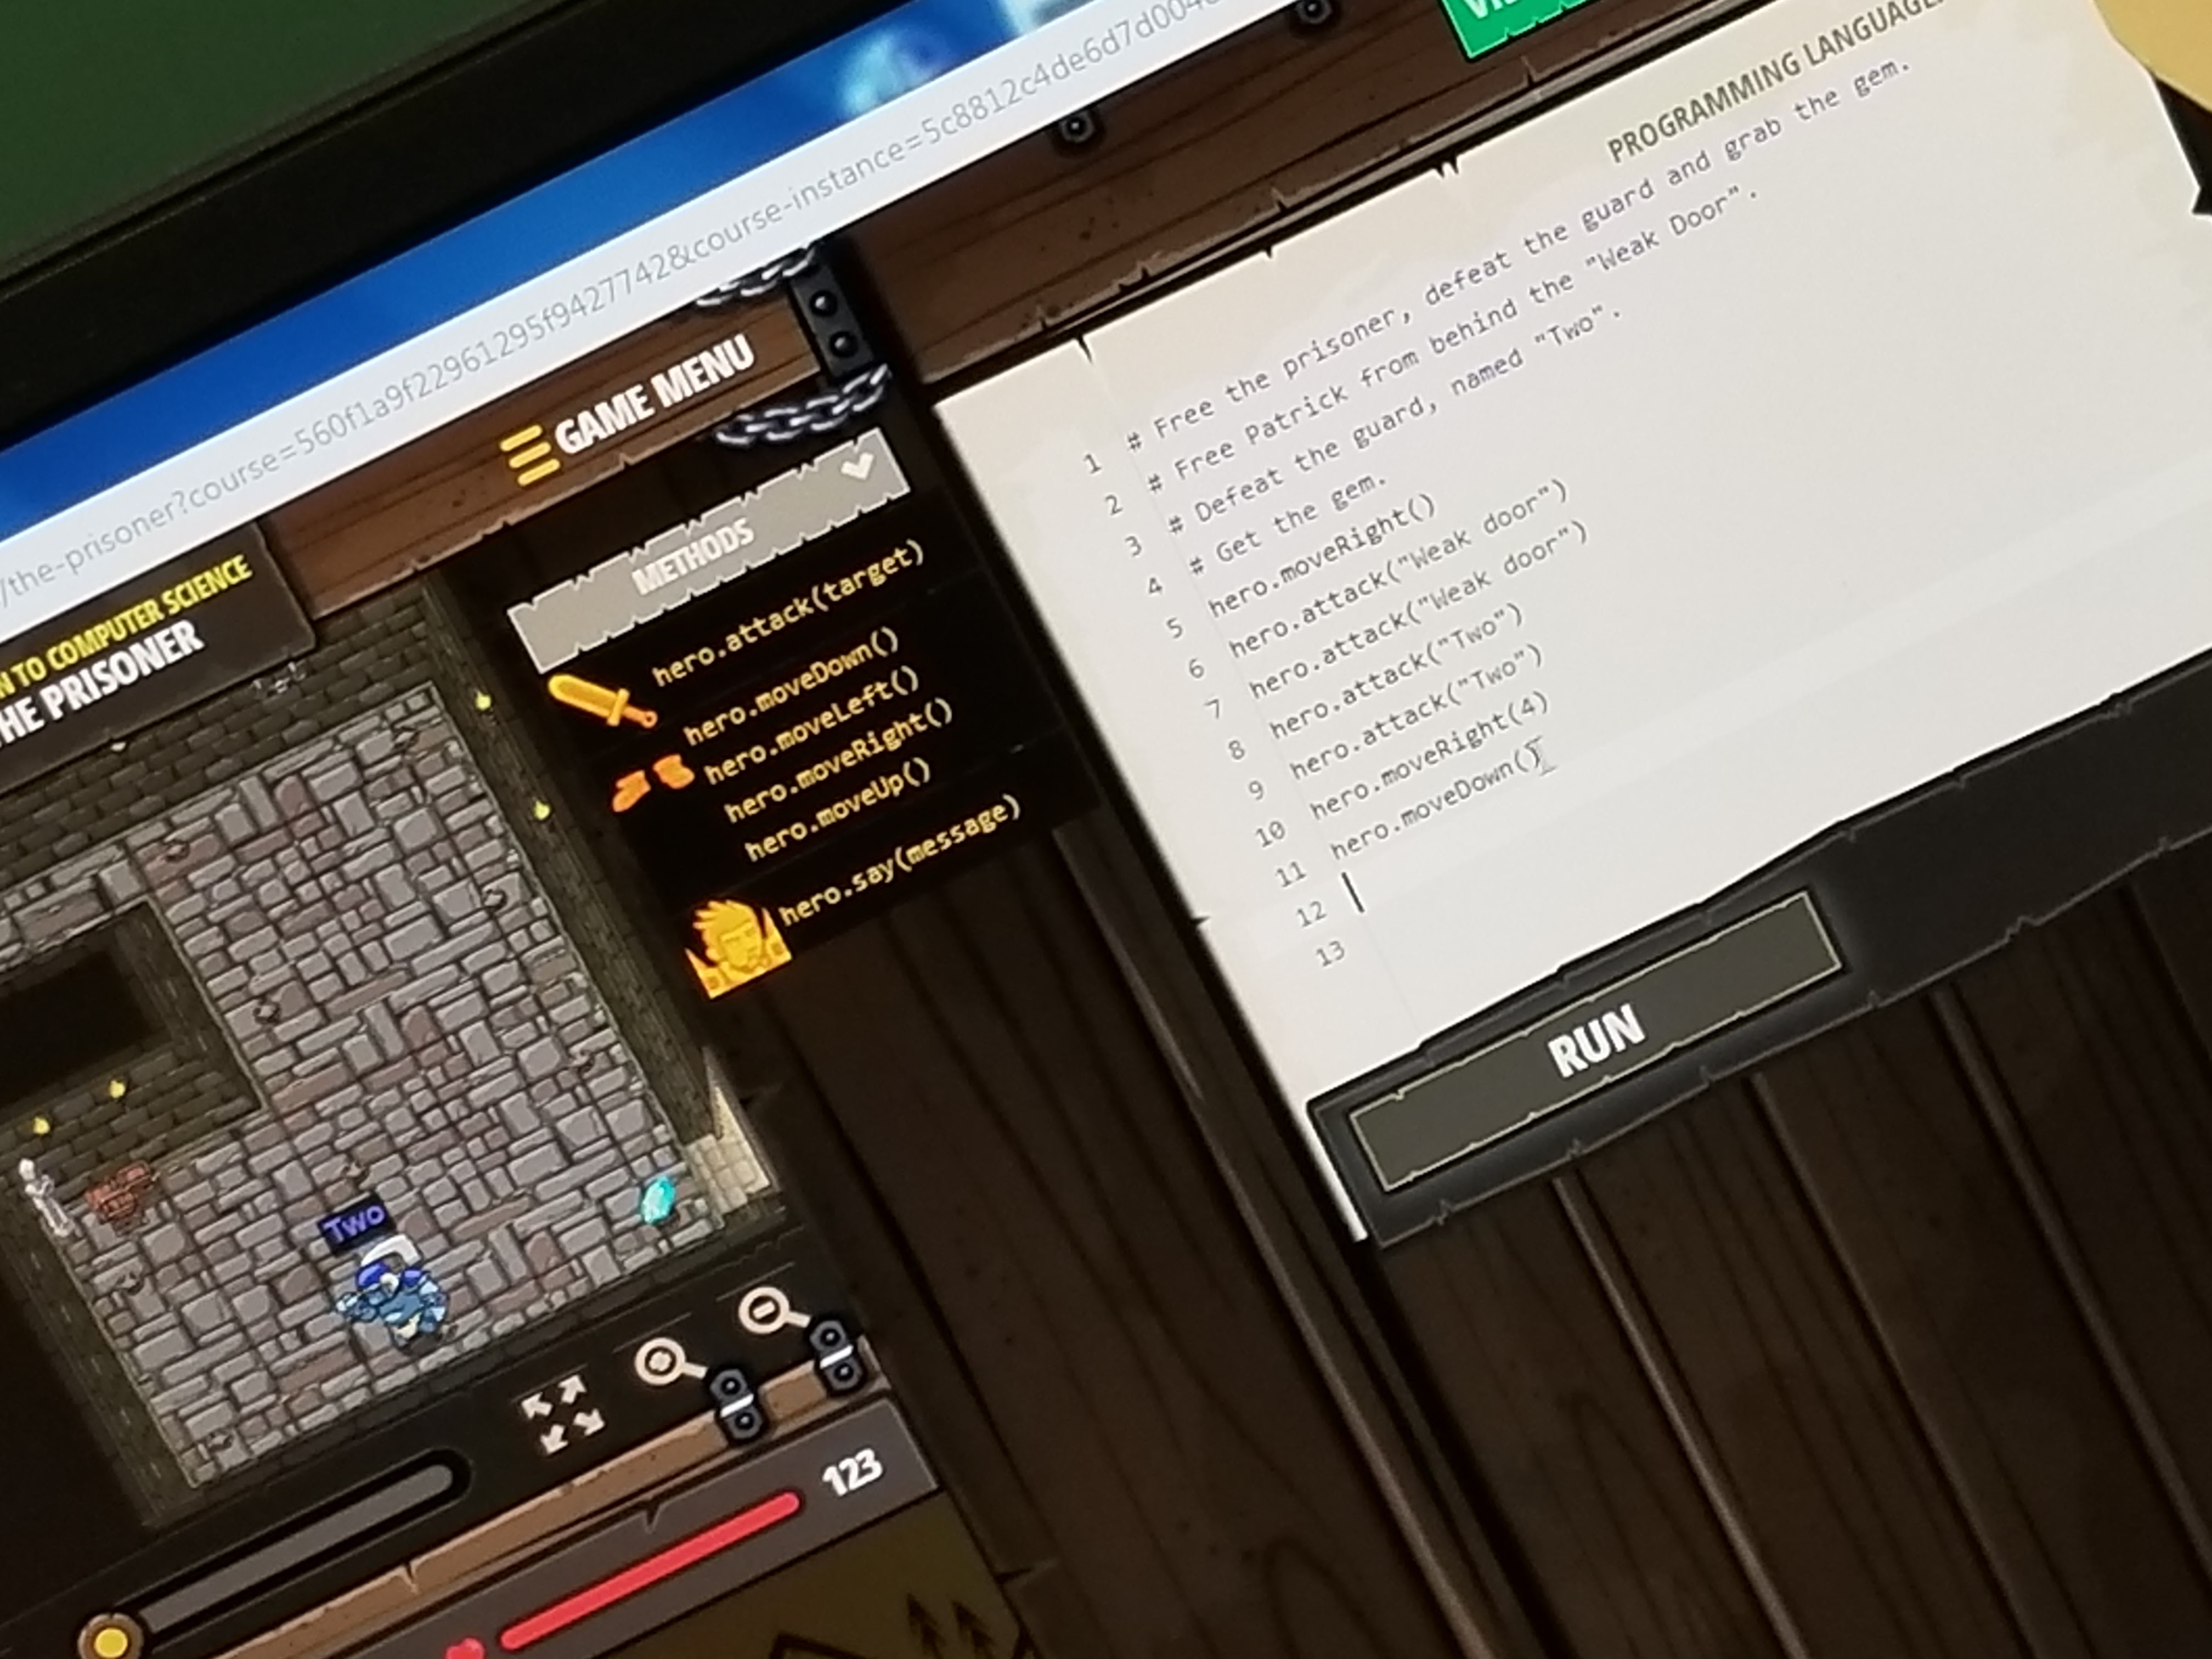 /the-prisoner?course=560f1a9f22961295f9427742&course-instance=5c8812c4de6d7d004
GAME MENU
N TO COMPUTER SCIENCE
HE PRISONER
METHODS
hero.attack(target)
hero.moveDown()
hero.moveLeft()
hero.moveRight()
hero.moveUp()
hero.say(message)
Two
123
PROGRAMMING LANGUAGE
1 # Free the prisoner, defeat the guard and grab the gem.
2 # Free Patrick from behind the "Weak Door".
3 # Defeat the guard, named "Two".
4 # Get the gem.
5 hero.moveRight()
6 hero.attack("Weak door")
7 hero.attack("Weak door")
8 hero.attack("Two")
9 hero.attack("Two")
10 hero.moveRight(4)
11 hero.moveDown()
12
13
RUN